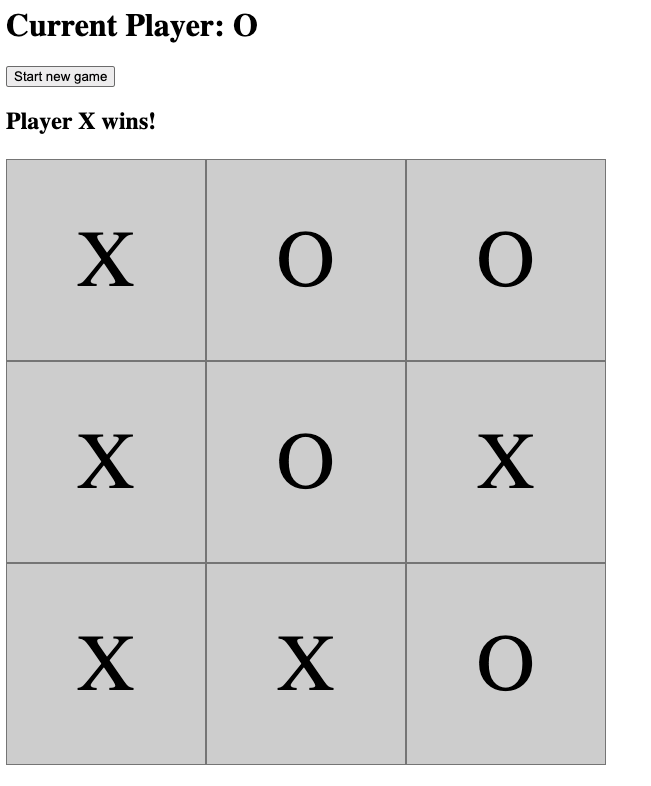 Current Player: O
Start new game
Player X wins!
X O O
X O X
X X O